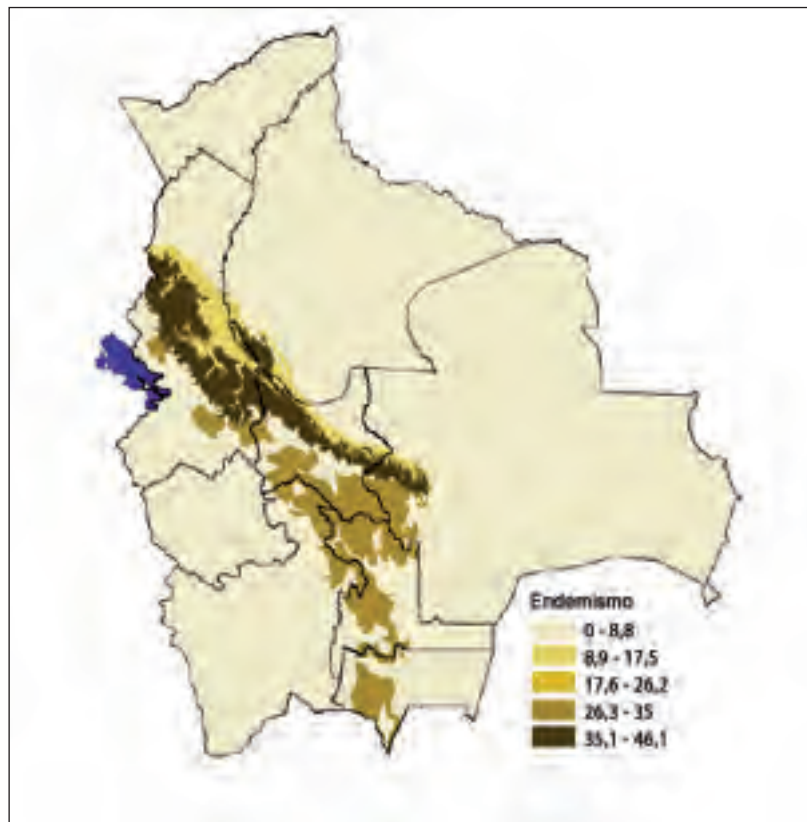 Endemismo
0 - 8,8
8,9 - 17,5
17,6 - 26,2
26,3 - 35
35,1 - 46,1